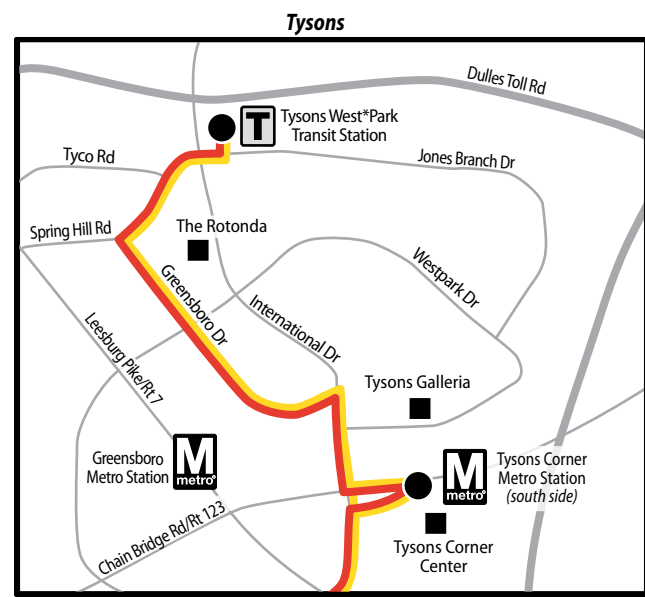 Tysons
Dulles Toll Rd
T
Tysons West*Park
Transit Station
Tyco Rd
Jones Branch Dr
Spring Hill Rd
The Rotonda
Westpark Dr
Greensboro Dr
International Dr
Leesburg Pike/Rt 7
Tysons Galleria
Greensboro
Metro Station
M
metro®
Tysons Corner
Metro Station
(south side)
M
metro®
Chain Bridge Rd/Rt 123
Tysons Corner
Center